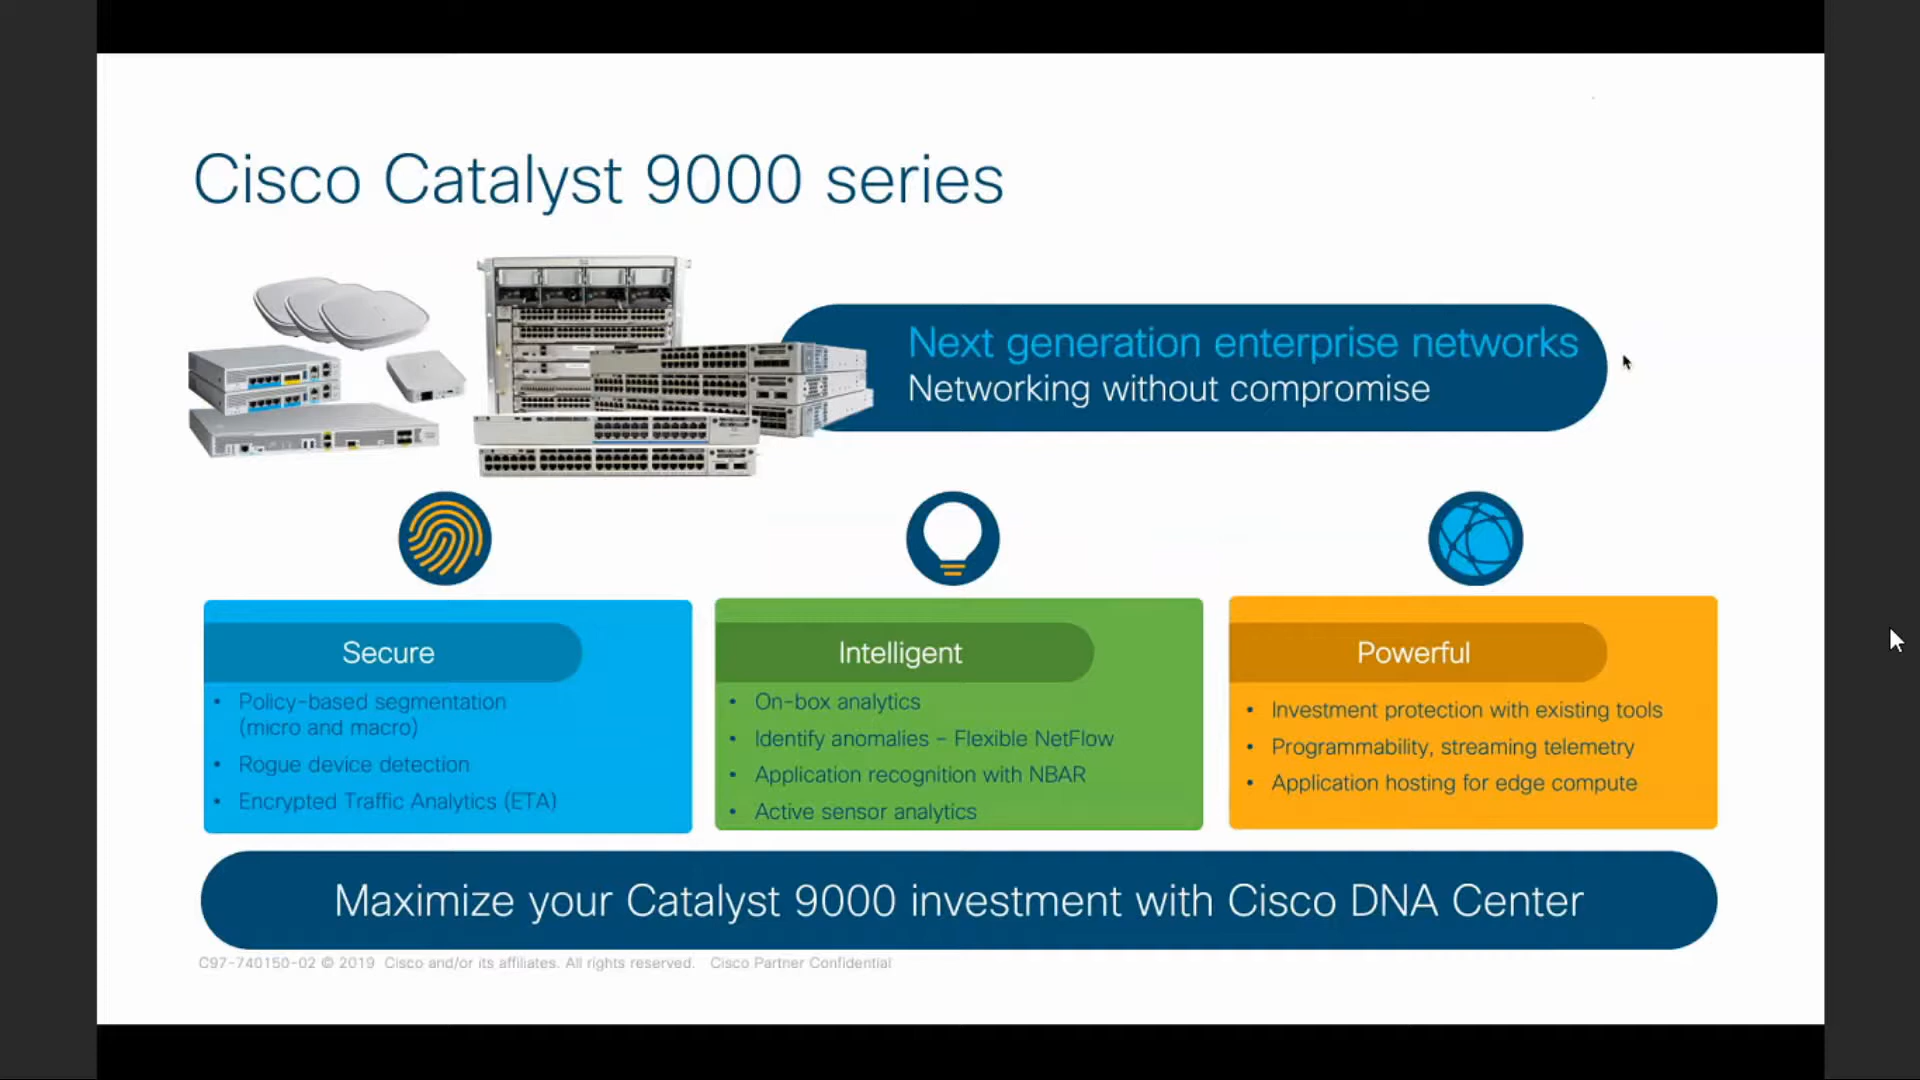 Cisco Catalyst 9000 series
Next generation enterprise networks
Networking without compromise
Secure
• Policy-based segmentation
(micro and macro)
• Rogue device detection
• Encrypted Traffic Analytics (ETA)
Intelligent
• On-box analytics
• Identify anomalies – Flexible NetFlow
• Application recognition with NBAR
• Active sensor analytics
Powerful
• Investment protection with existing tools
• Programmability, streaming telemetry
• Application hosting for edge compute
Maximize your Catalyst 9000 investment with Cisco DNA Center
C97-740150-02 © 2019 Cisco and/or its affiliates. All rights reserved. Cisco Partner Confidential